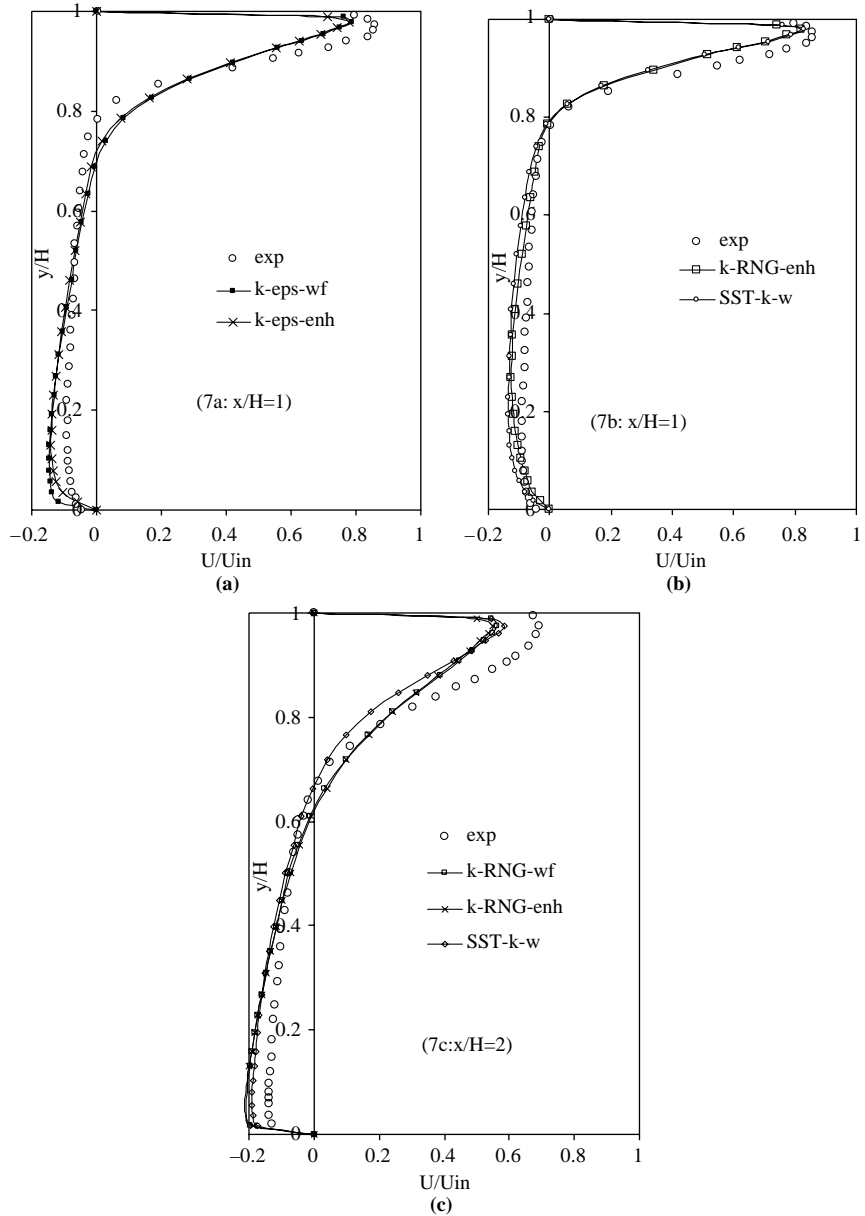 1
0.8
0.6
0.4
0.2
0
y/H
exp
k-eps-wf
k-eps-enh
(7a: x/H=1)
−0.2 0 0.2 0.4 0.6 0.8 1
U/Uin
(a)
1
0.8
0.6
0.4
0.2
0
y/H
exp
k-RNG-enh
SST-k-w
(7b: x/H=1)
−0.2 0 0.2 0.4 0.6 0.8 1
U/Uin
(b)
1
0.8
0.6
0.4
0.2
0
y/H
exp
k-RNG-wf
k-RNG-enh
SST-k-w
(7c:x/H=2)
−0.2 0 0.2 0.4 0.6 0.8 1
U/Uin
(c)